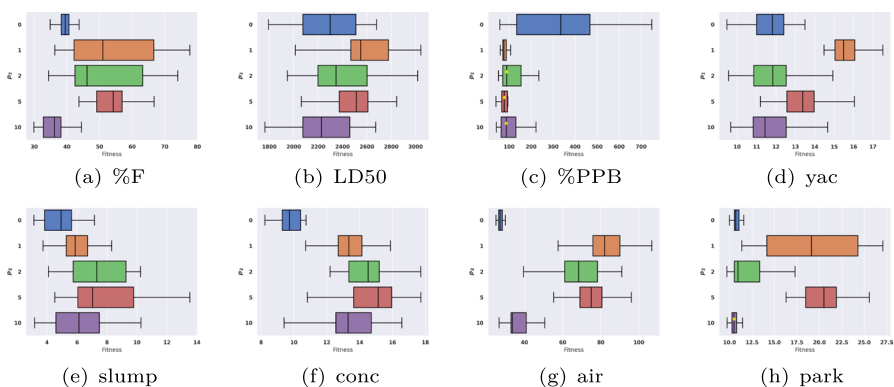 0
1
p₂
2
5
10
30 40 50 60 70 80
Fitness
(a) %F
0
1
p₂
2
5
10
1800 2000 2200 2400 2600 2800 3000
Fitness
(b) LD50
0
1
p₂
2
5
10
100 200 300 400 500 600 700
Fitness
(c) %PPB
0
1
p₂
2
5
10
10 11 12 13 14 15 16 17
Fitness
(d) yac
0
1
p₂
2
5
10
4 6 8 10 12 14
Fitness
(e) slump
0
1
p₂
2
5
10
8 10 12 14 16 18
Fitness
(f) conc
0
1
p₂
2
5
10
40 60 80 100
Fitness
(g) air
0
1
p₂
2
5
10
10.0 12.5 15.0 17.5 20.0 22.5 25.0 27.5
Fitness
(h) park